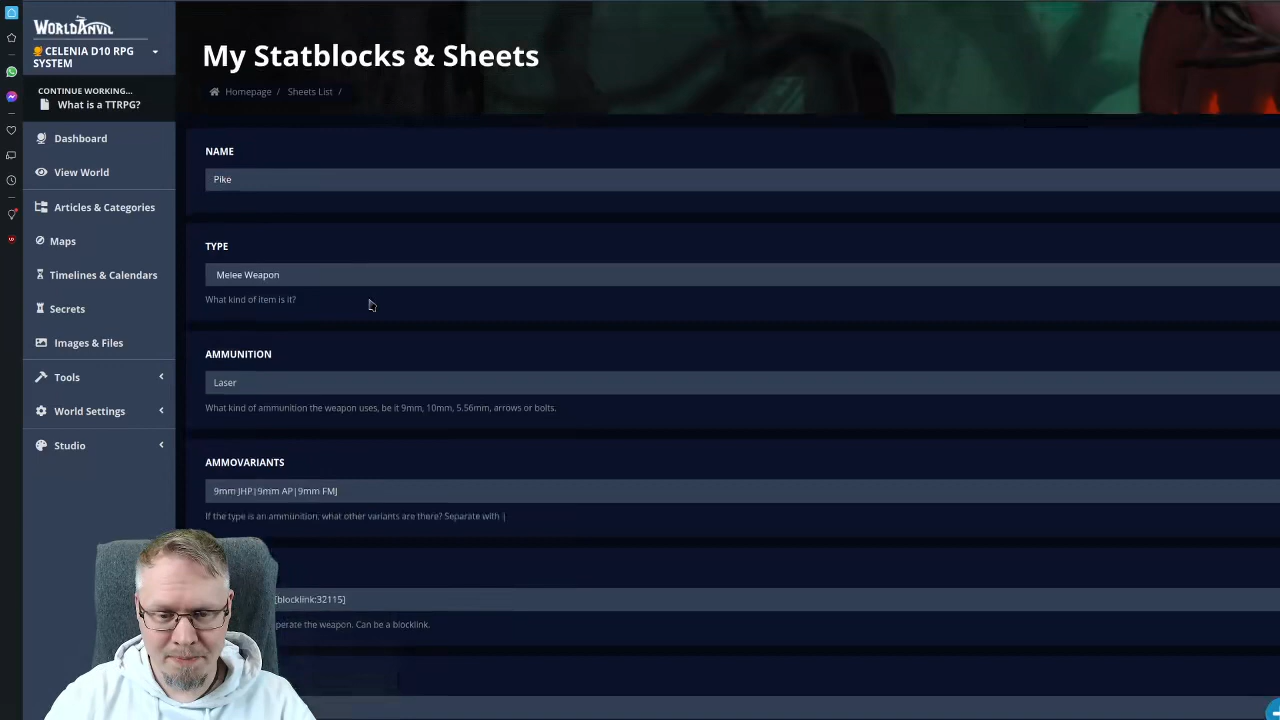 WORLDANVIL
CELENIA D10 RPG
SYSTEM
CONTINUE WORKING...
What is a TTRPG?
Dashboard
View World
Articles & Categories
Maps
Timelines & Calendars
Secrets
Images & Files
Tools
World Settings
Studio
My Statblocks & Sheets
Homepage / Sheets List /
NAME
Pike
TYPE
Melee Weapon
What kind of item is it?
AMMUNITION
Laser
What kind of ammunition the weapon uses, be it 9mm, 10mm, 5.56mm, arrows or bolts.
AMMOVARIANTS
9mm JHP|9mm AP|9mm FMJ
If the type is an ammunition: what other variants are there? Separate with |
[blocklink:32115]
perate the weapon. Can be a blocklink.